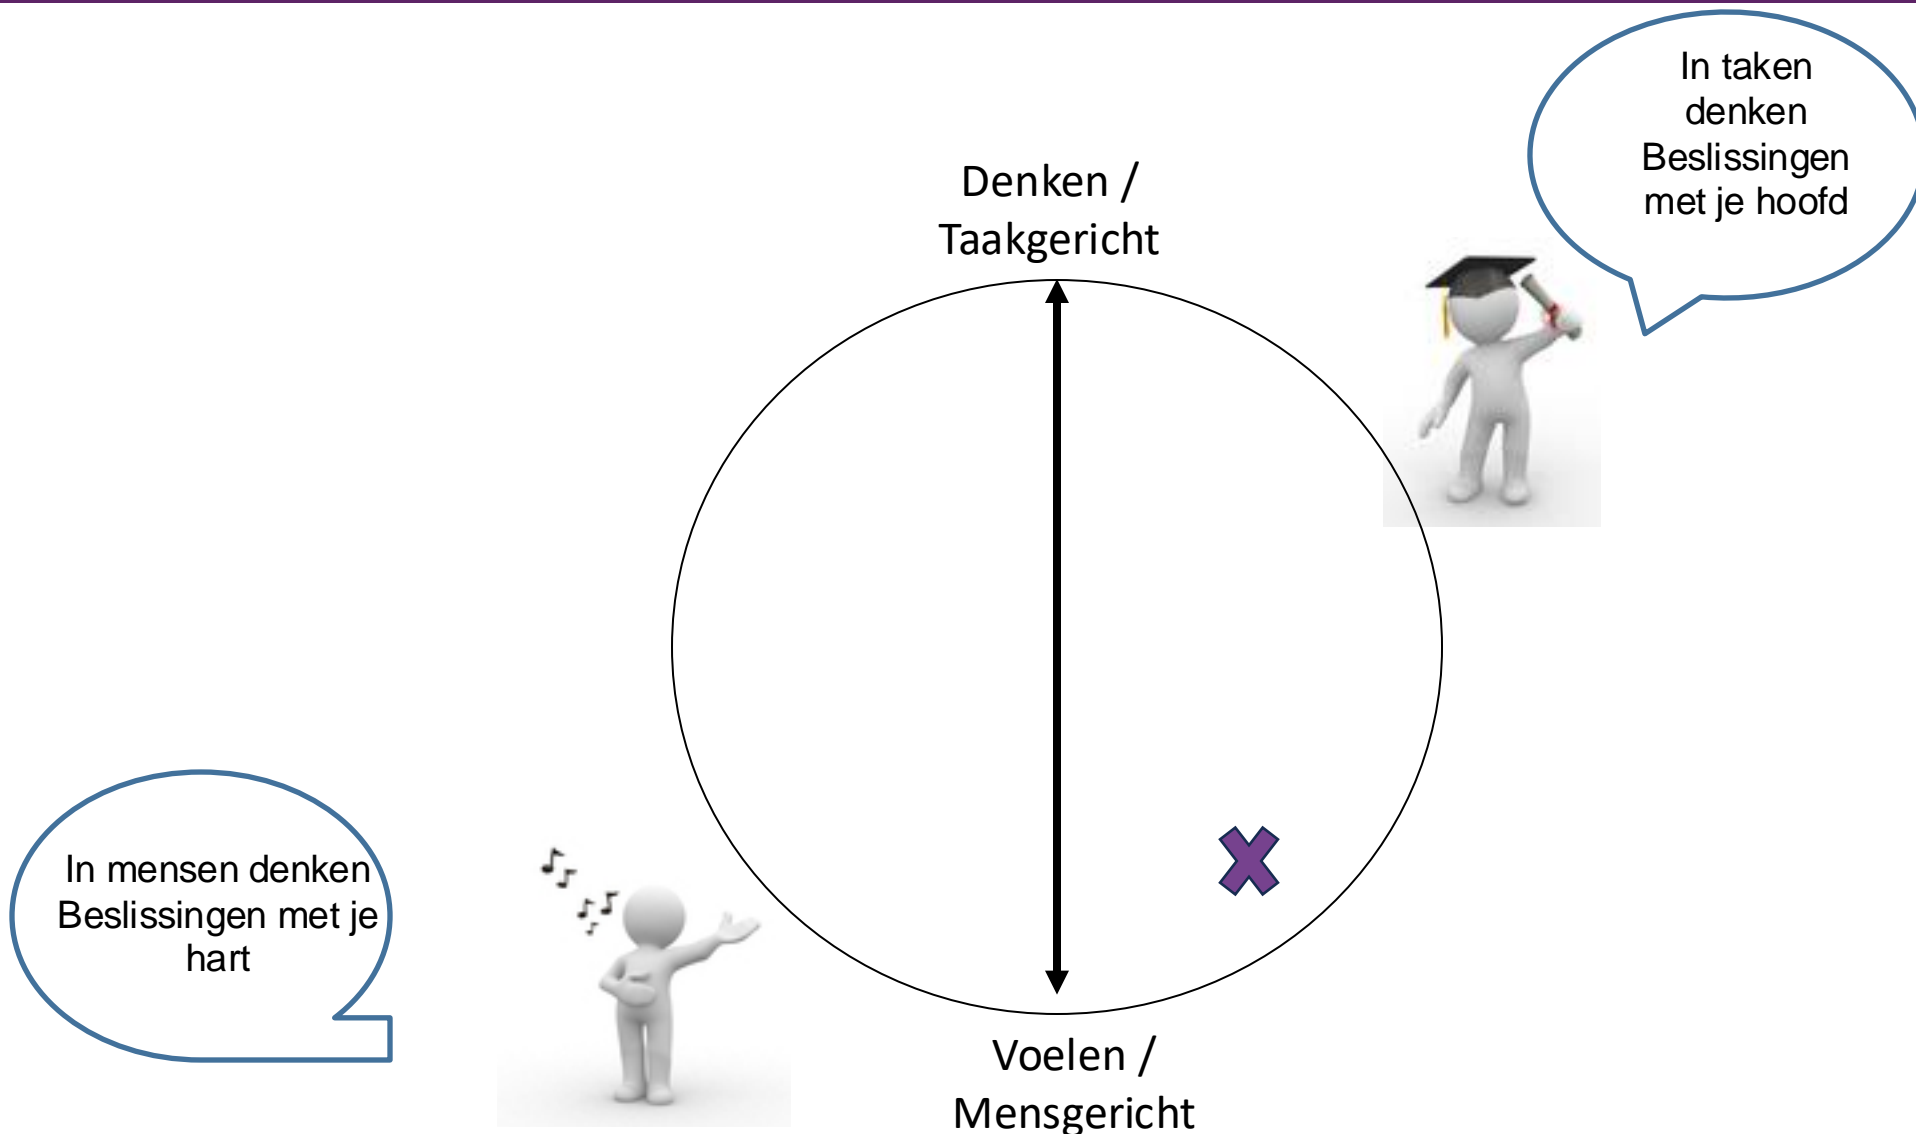 In taken
denken
Beslissingen
met je hoofd
Denken /
Taakgericht
In mensen denken
Beslissingen met je
hart
Voelen /
Mensgericht